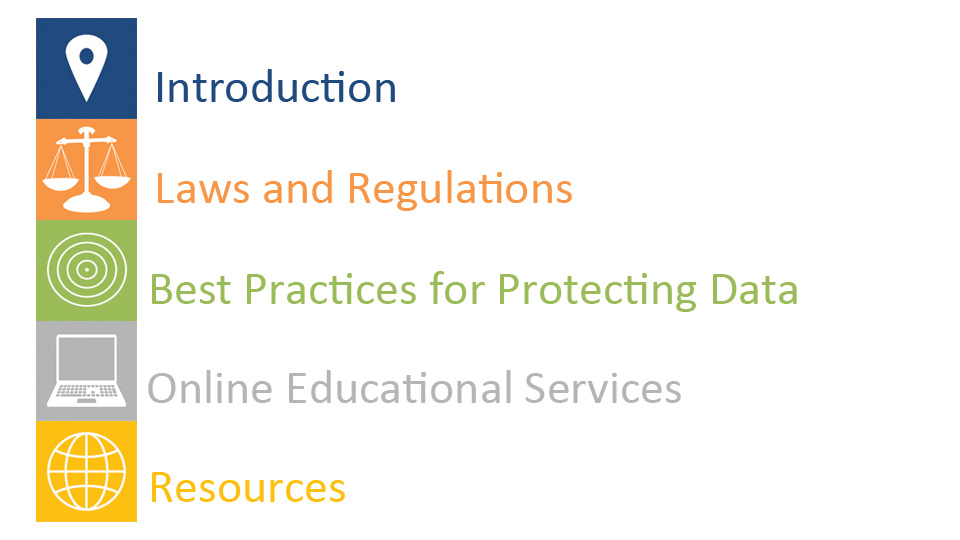 Introduction
Laws and Regulations
Best Practices for Protecting Data
Online Educational Services
Resources